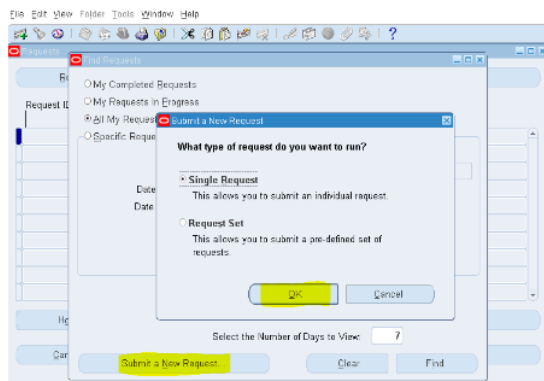 File Edit View Folder Tools Window Help
Requests
Find Requests
My Completed Requests
My Requests In Progress
All My Request
Specific Reque
Request ID
Date
Date
Submit a New Request
What type of request do you want to run?
Single Request
This allows you to submit an individual request.
Request Set
This allows you to submit a pre-defined set of
requests.
OK Cancel
Select the Number of Days to View: 7
Submit a New Request. Clear Find